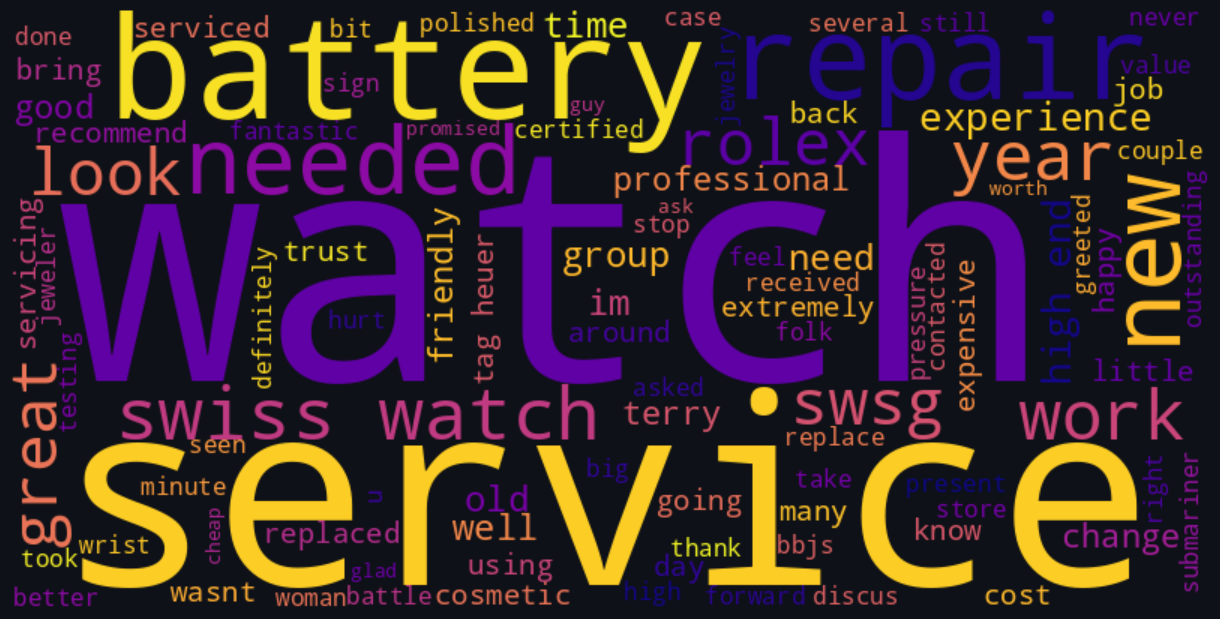 done
serviced
bit
polished
time
case
several
still
never
bring
battery
sign
jewelry
repair
value
good
guy
back
job
experience
recommend
fantastic
promised
certified
rolex
look
needed
professional
year
couple
worth
servicing
jeweler
watch
ask
stop
high end
greeted
happy
new
outstanding
trust
definitely
friendly
tag heuer
group
feel
need
received
extremely
im
around
folk
hurt
pressure
contacted
expensive
little
great
testing
swiss watch
asked
terry
swsg
work
replace
seen
service
minute
u
cheap
old
big
going
take
many
present
store
right
submariner
took
wrist
replaced
well
thank
bbjs
know
change
using
glad
day
better
wasnt
woman
battle
cosmetic
high
forward
discus
cost